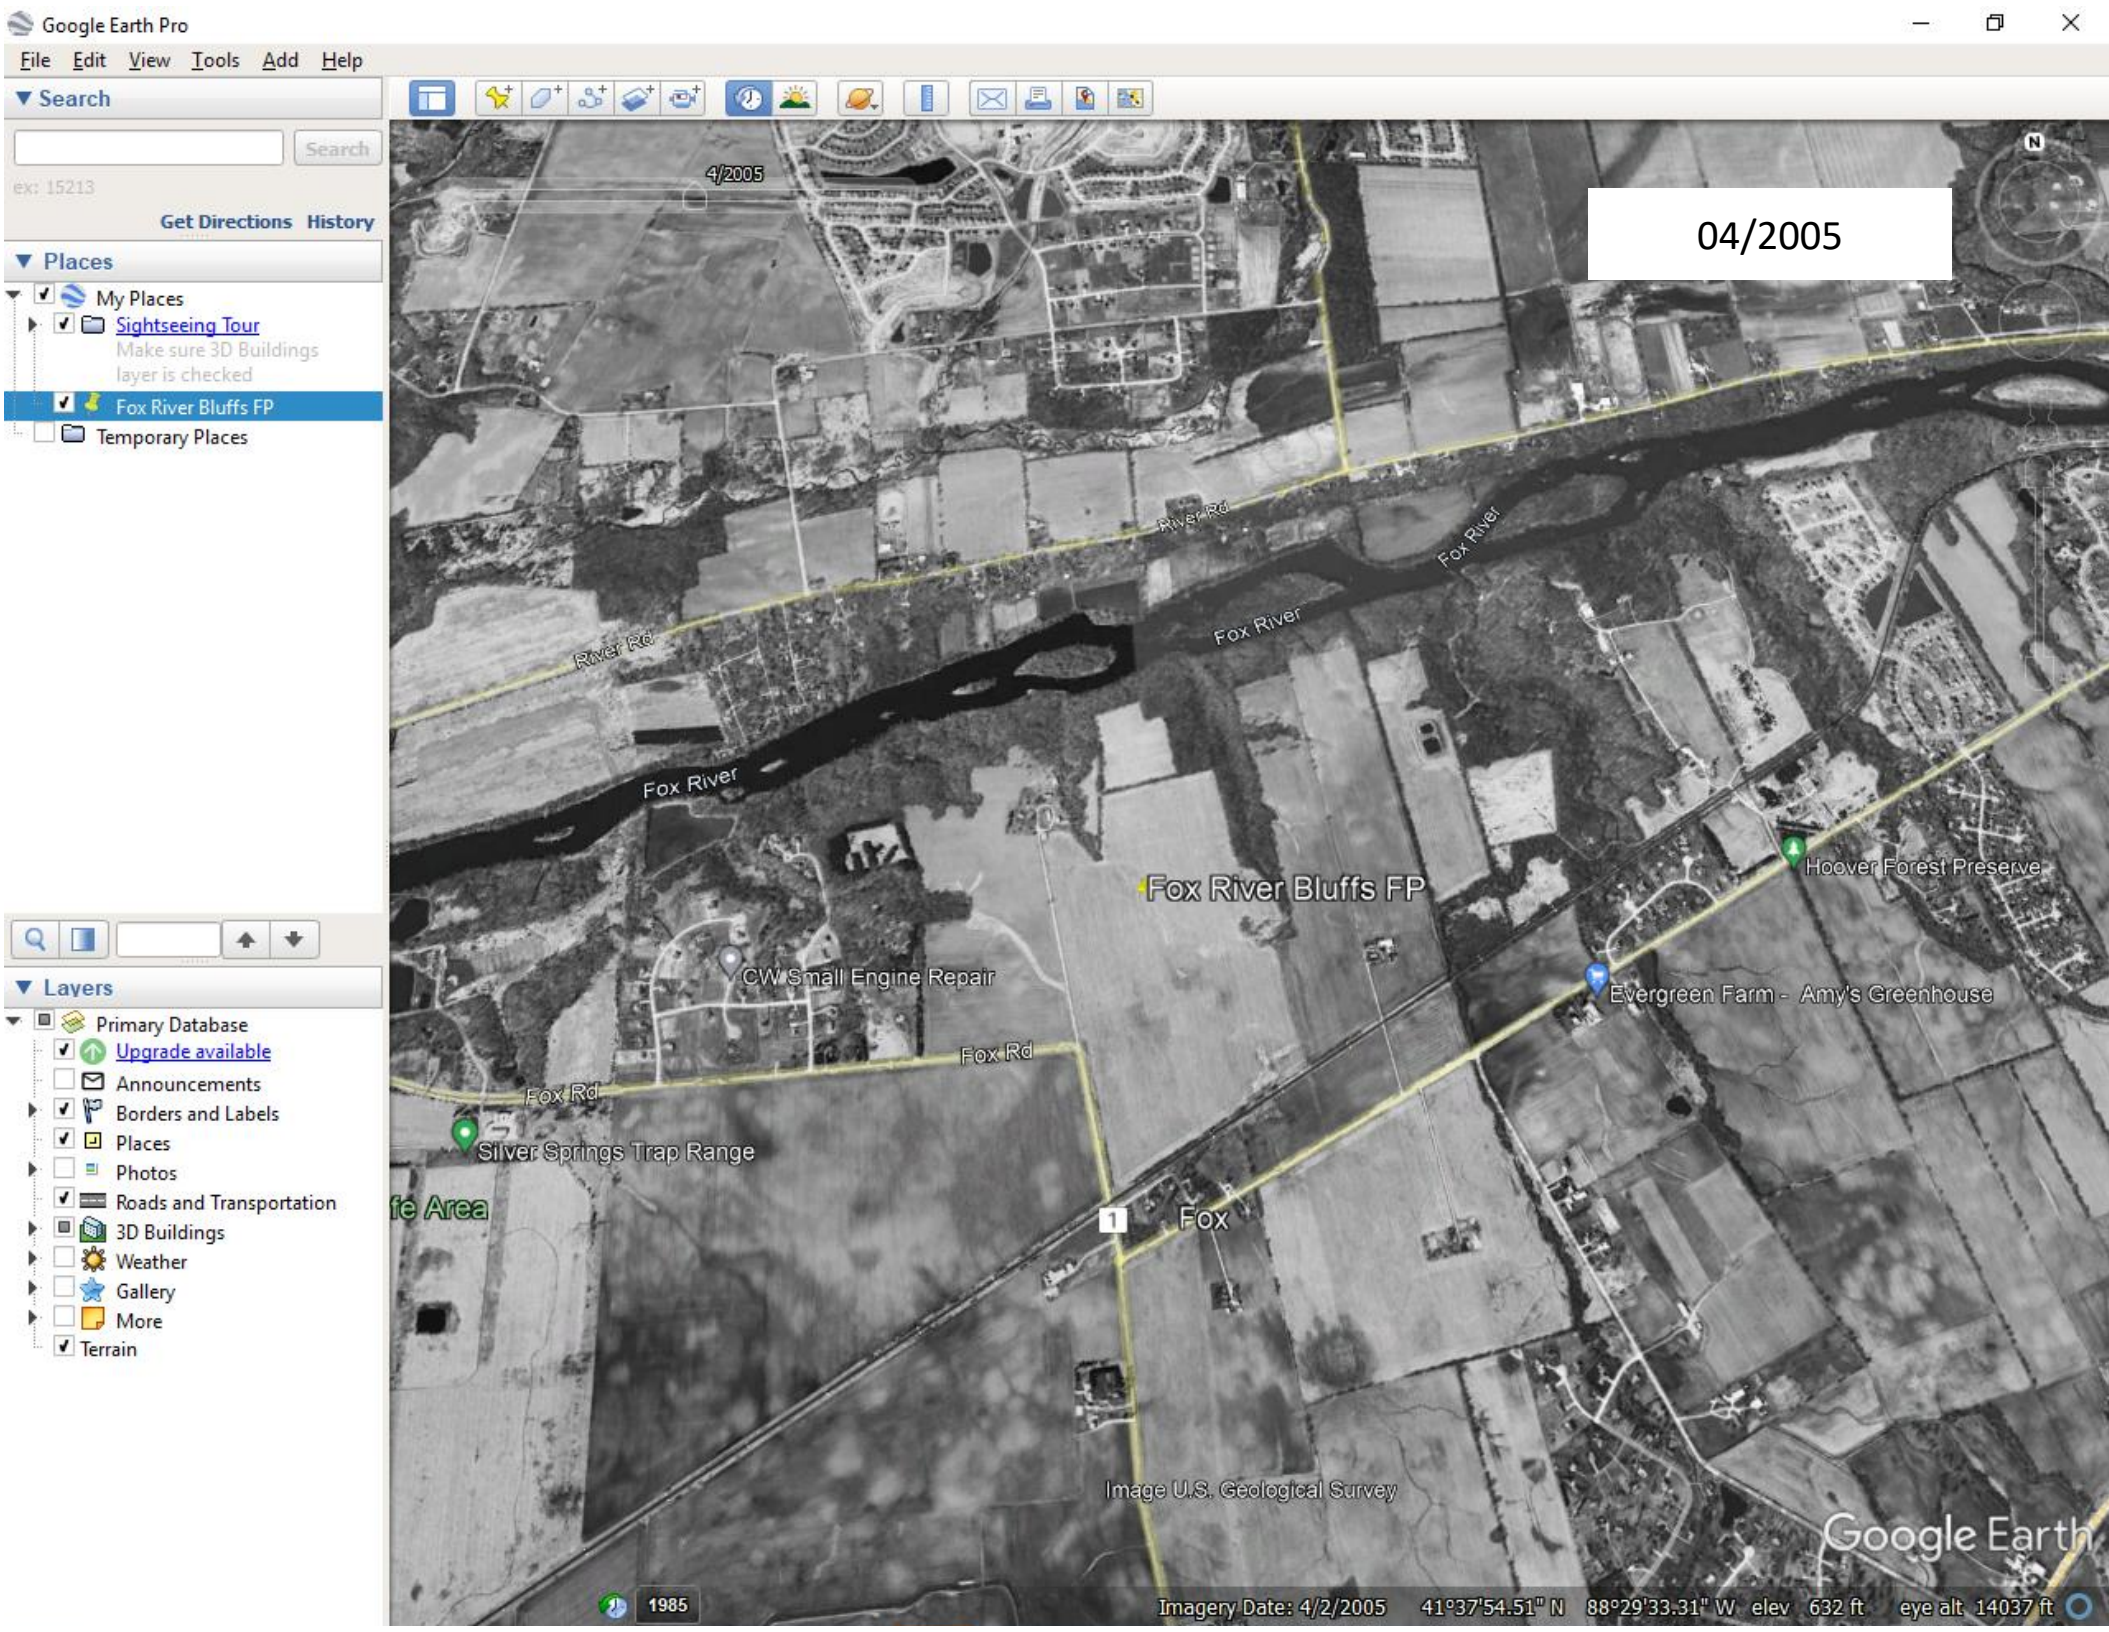 Google Earth Pro
File Edit View Tools Add Help
Search
Search
ex: 15213
Get Directions History
Places
My Places
Sightseeing Tour
Make sure 3D Buildings
layer is checked
Fox River Bluffs FP
Temporary Places
Layers
Primary Database
Upgrade available
Announcements
Borders and Labels
Places
Photos
Roads and Transportation
3D Buildings
Weather
Gallery
More
Terrain
4/2005
N
04/2005
River Rd
Fox River
Fox River
River Rd
Fox River
Fox River Bluffs FP
Hoover Forest Preserve
CW Small Engine Repair
Evergreen Farm - Amy's Greenhouse
Fox Rd
Fox Rd
Silver Springs Trap Range
fe Area
1
Fox
Image U.S. Geological Survey
Google Earth
1985
Imagery Date: 4/2/2005 41°37'54.51" N 88°29'33.31" W elev 632 ft eye alt 14037 ft